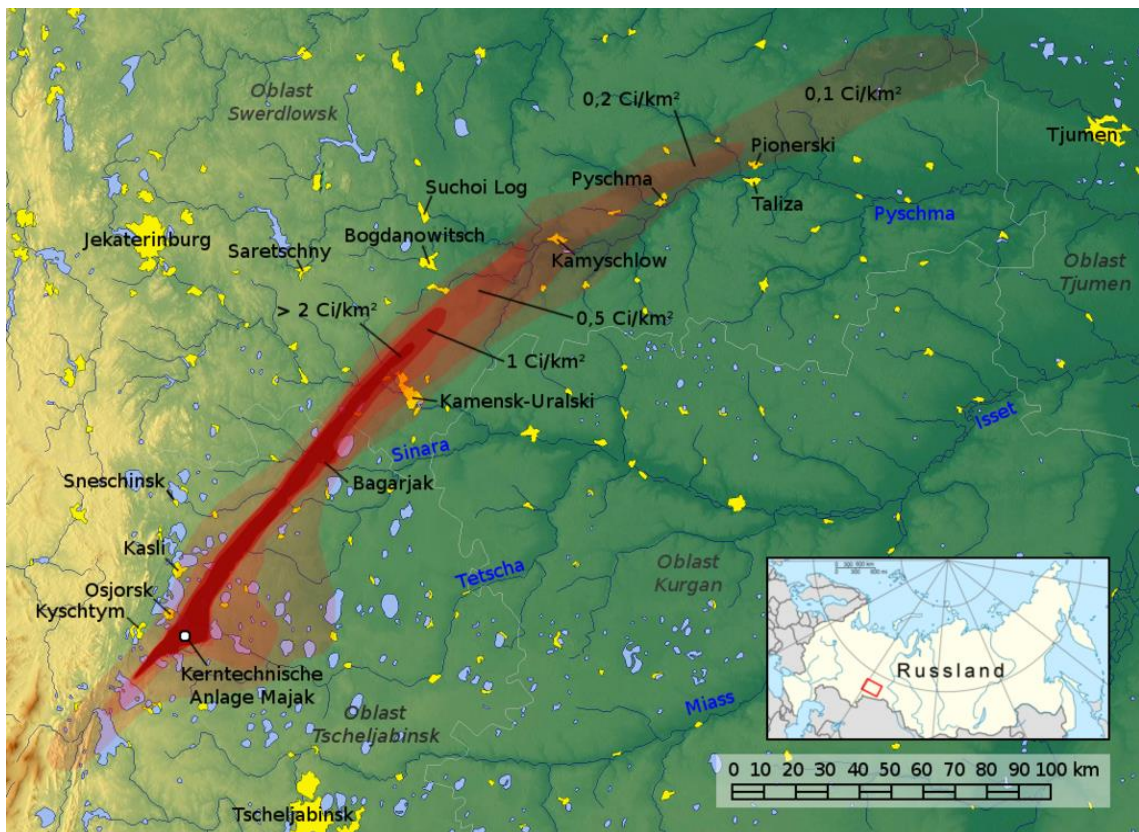 Oblast
Swerdlowsk
0,2 Ci/km²
0,1 Ci/km²
Tjumen
Pionerski
Pyschma
Suchoi Log
Taliza
Pyschma
Jekaterinburg
Bogdanowitsch
Saretschny
Kamyschlow
Oblast
Tjumen
> 2 Ci/km²
0,5 Ci/km²
1 Ci/km²
Kamensk-Uralski
Isset
Sinara
Sneschinsk
Bagarjak
Kasli
Tetscha
Oblast
Kurgan
Osjorsk
Kyschtym
Kerntechnische
Anlage Majak
Russland
Miass
Oblast
Tscheljabinsk
0 10 20 30 40 50 60 70 80 90 100 km
Tscheljabinsk